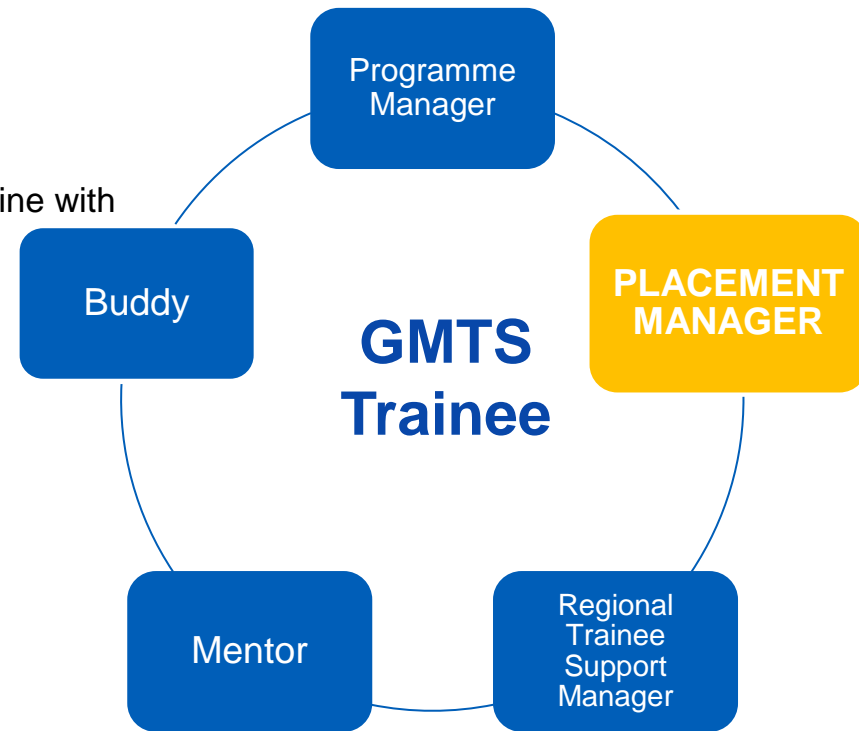 Programme
Manager
ine with
Buddy
PLACEMENT
MANAGER
GMTS
Trainee
Mentor
Regional
Trainee
Support
Manager